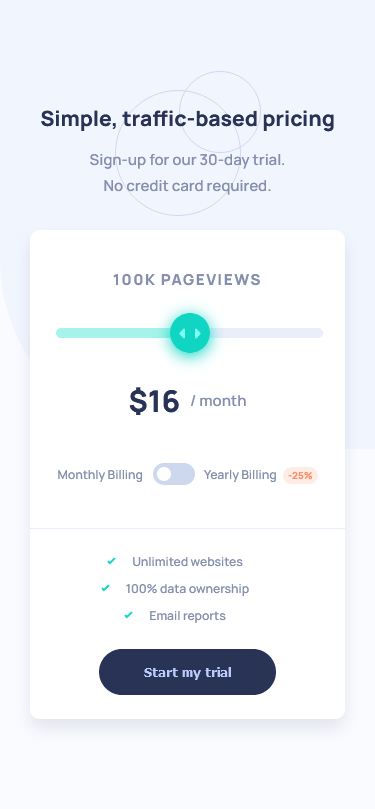 Simple, traffic-based pricing
Sign-up for our 30-day trial.
No credit card required.
100K PAGEVIEWS
$16 / month
Monthly Billing Yearly Billing -25%
Unlimited websites
100% data ownership
Email reports
Start my trial